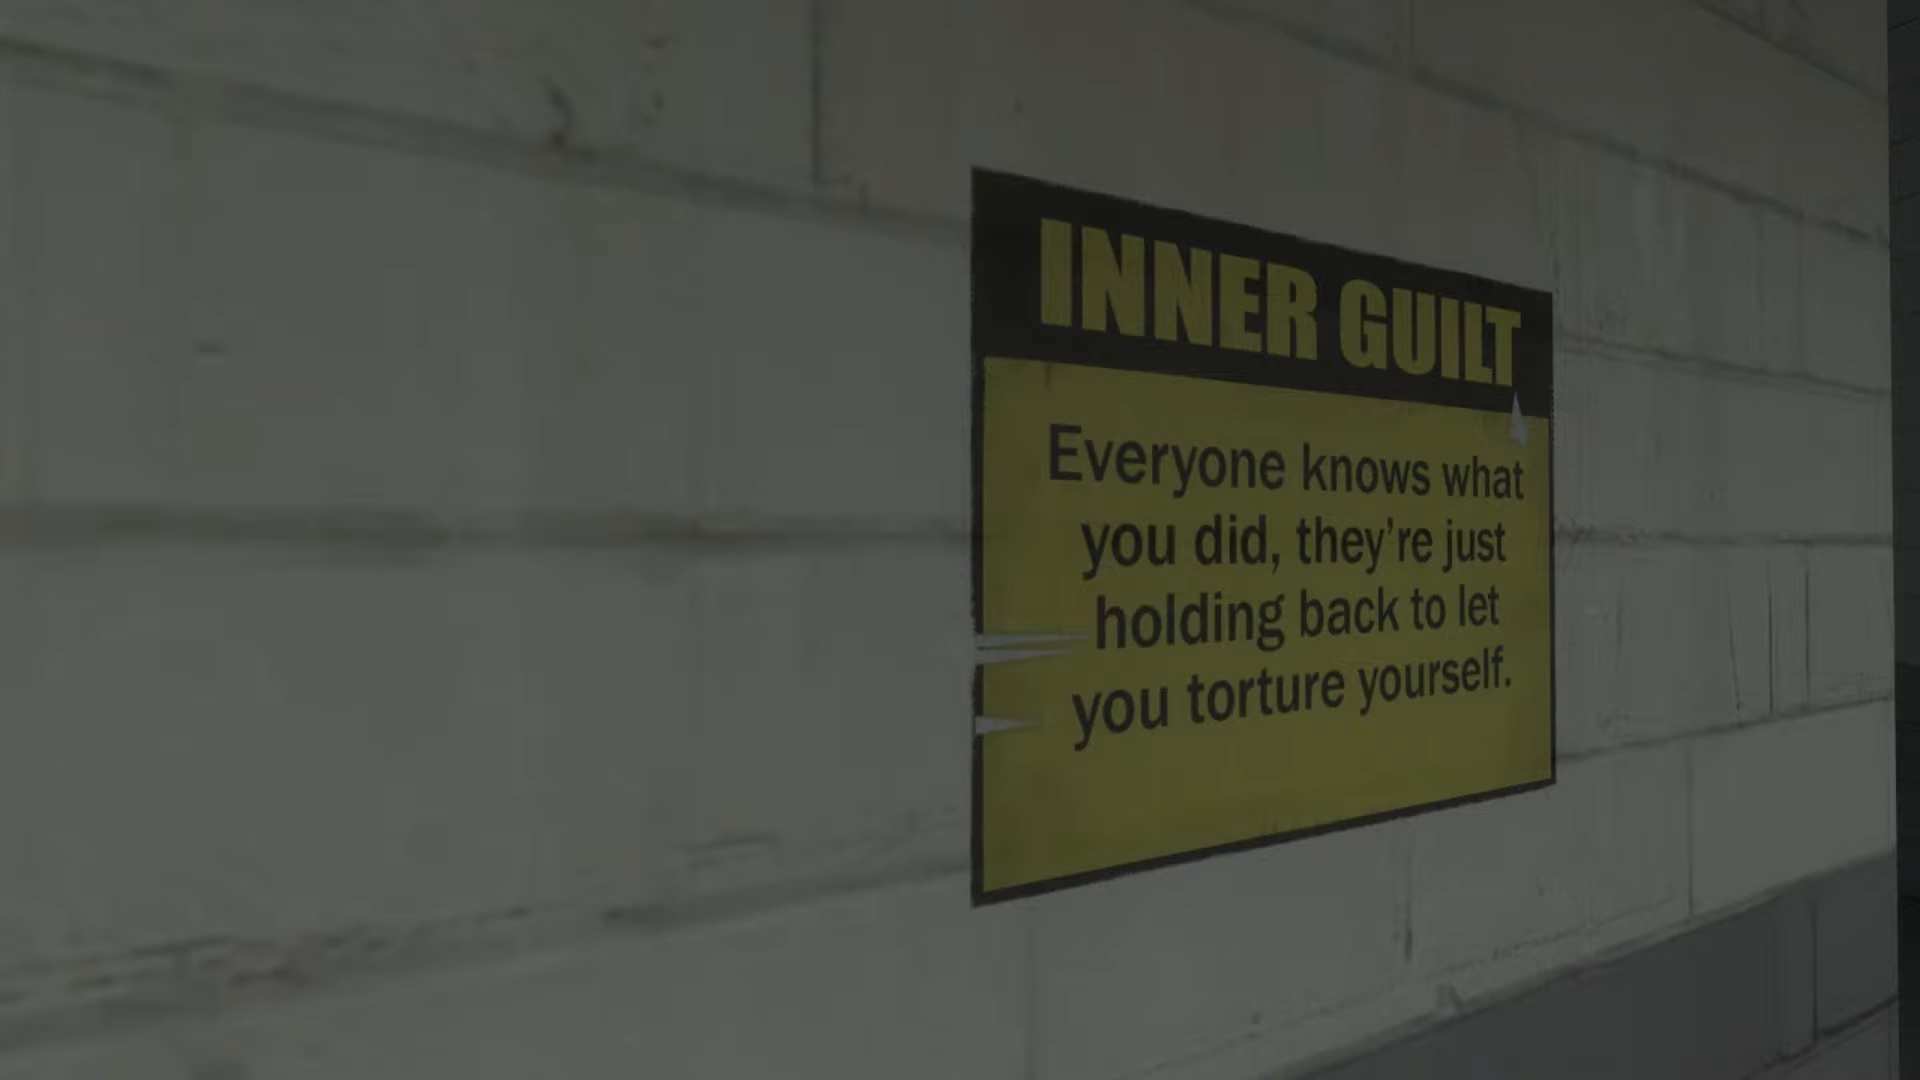 INNER GUILT
Everyone knows what
you did, they're just
holding back to let
you torture yourself.